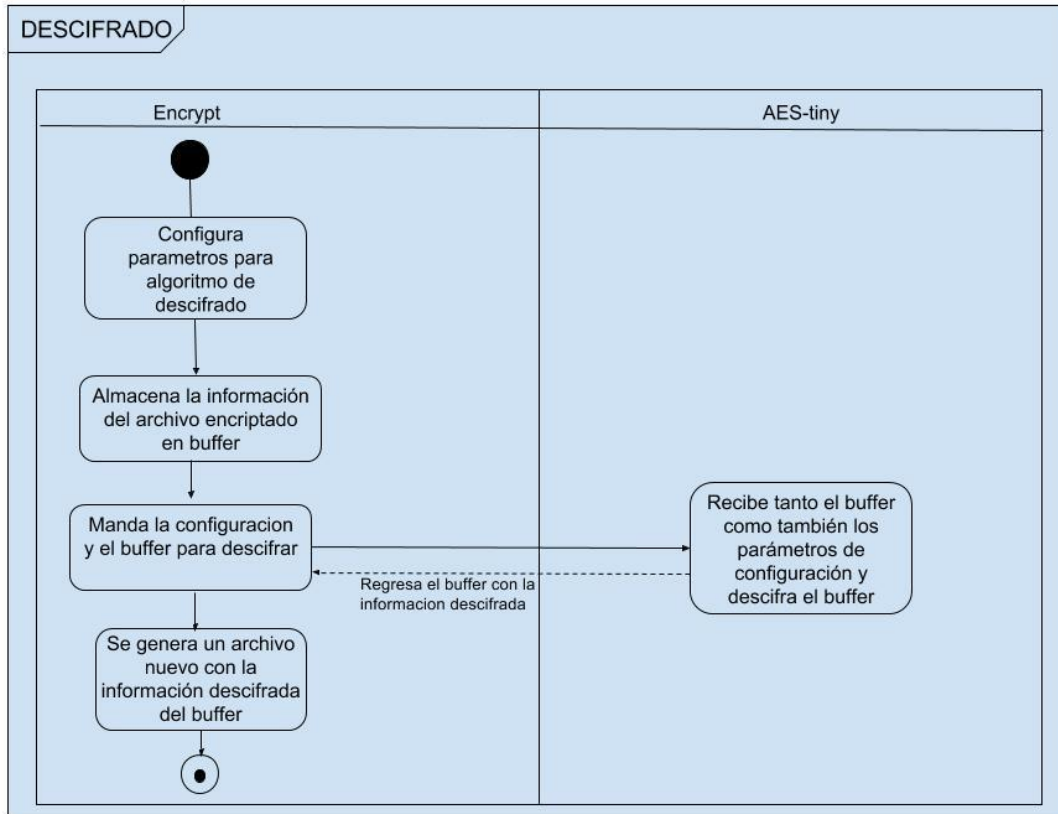 DESCIFRADO
Encrypt
AES-tiny
Configura
parametros para
algoritmo de
descifrado
Almacena la información
del archivo encriptado
en buffer
Manda la configuracion
y el buffer para descifrar
Recibe tanto el buffer
como también los
parámetros de
configuración y
descifra el buffer
Regresa el buffer con la
informacion descifrada
Se genera un archivo
nuevo con la
información descifrada
del buffer